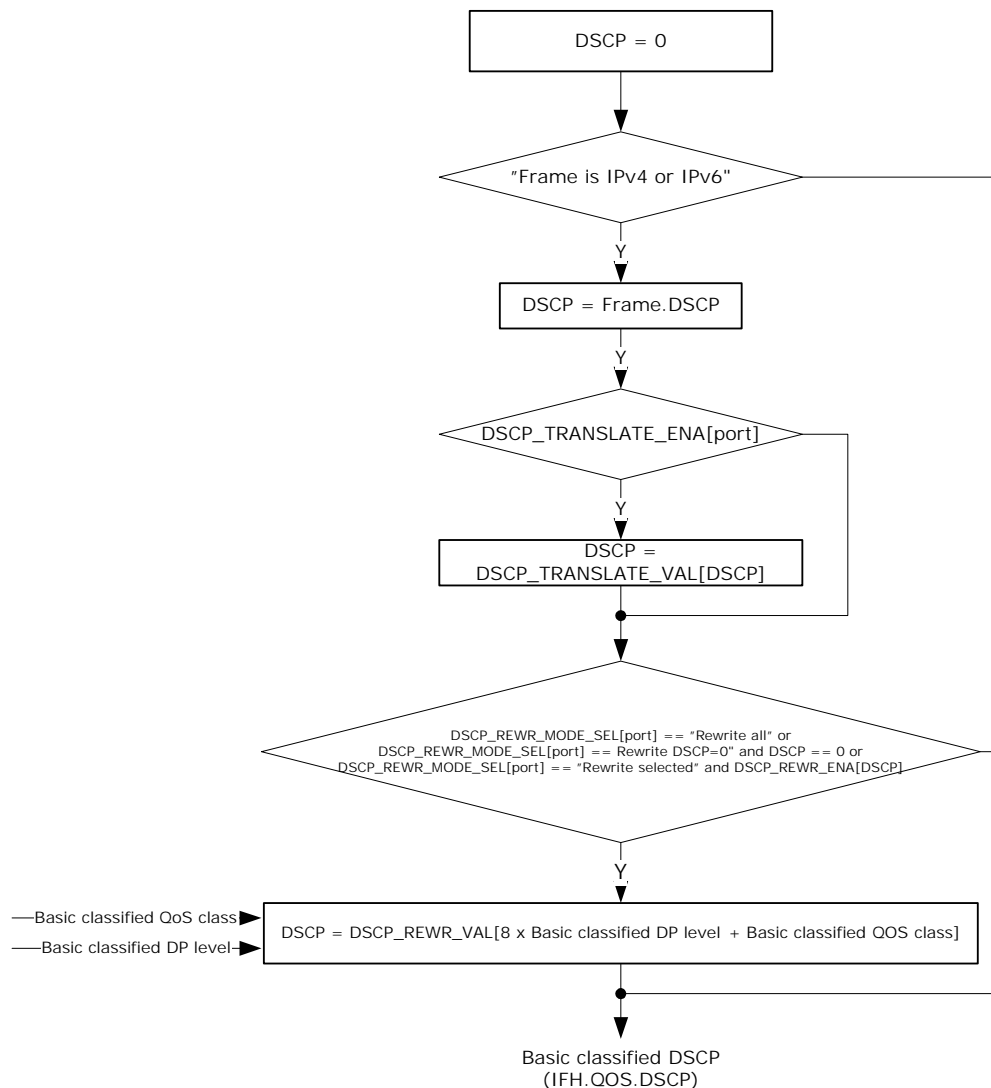 DSCP = 0
"Frame is IPv4 or IPv6"
Y
DSCP = Frame.DSCP
Y
DSCP_TRANSLATE_ENA[port]
Y
DSCP =
DSCP_TRANSLATE_VAL[DSCP]
DSCP_REWR_MODE_SEL[port] == "Rewrite all" or
DSCP_REWR_MODE_SEL[port] == Rewrite DSCP=0" and DSCP == 0 or
DSCP_REWR_MODE_SEL[port] == "Rewrite selected" and DSCP_REWR_ENA[DSCP]
Y
Basic classified QoS class
Basic classified DP level
DSCP = DSCP_REWR_VAL[8 x Basic classified DP level + Basic classified QOS class]
Basic classified DSCP
(IFH.QOS.DSCP)